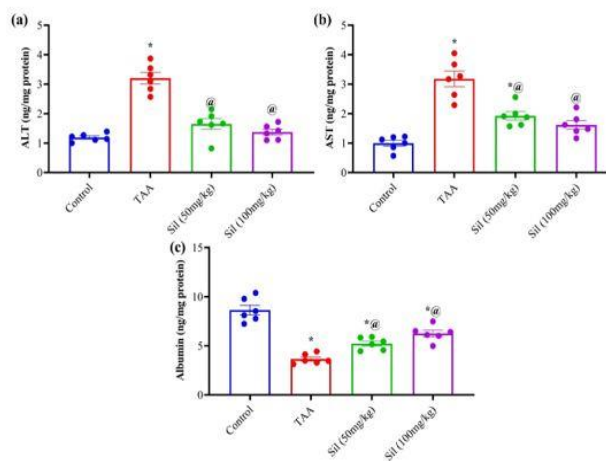 (a)
ALT (ng/mg protein)
5
4
3
2
1
0
*
@
@
Control
TAA
Sil (50mg/kg)
Sil (100mg/kg)
(b)
AST (ng/mg protein)
5
4
3
2
1
0
*
*@
@
Control
TAA
Sil (50mg/kg)
Sil (100mg/kg)
(c)
Albumin (ng/mg protein)
15
10
5
0
*
*@
*@
Control
TAA
Sil (50mg/kg)
Sil (100mg/kg)